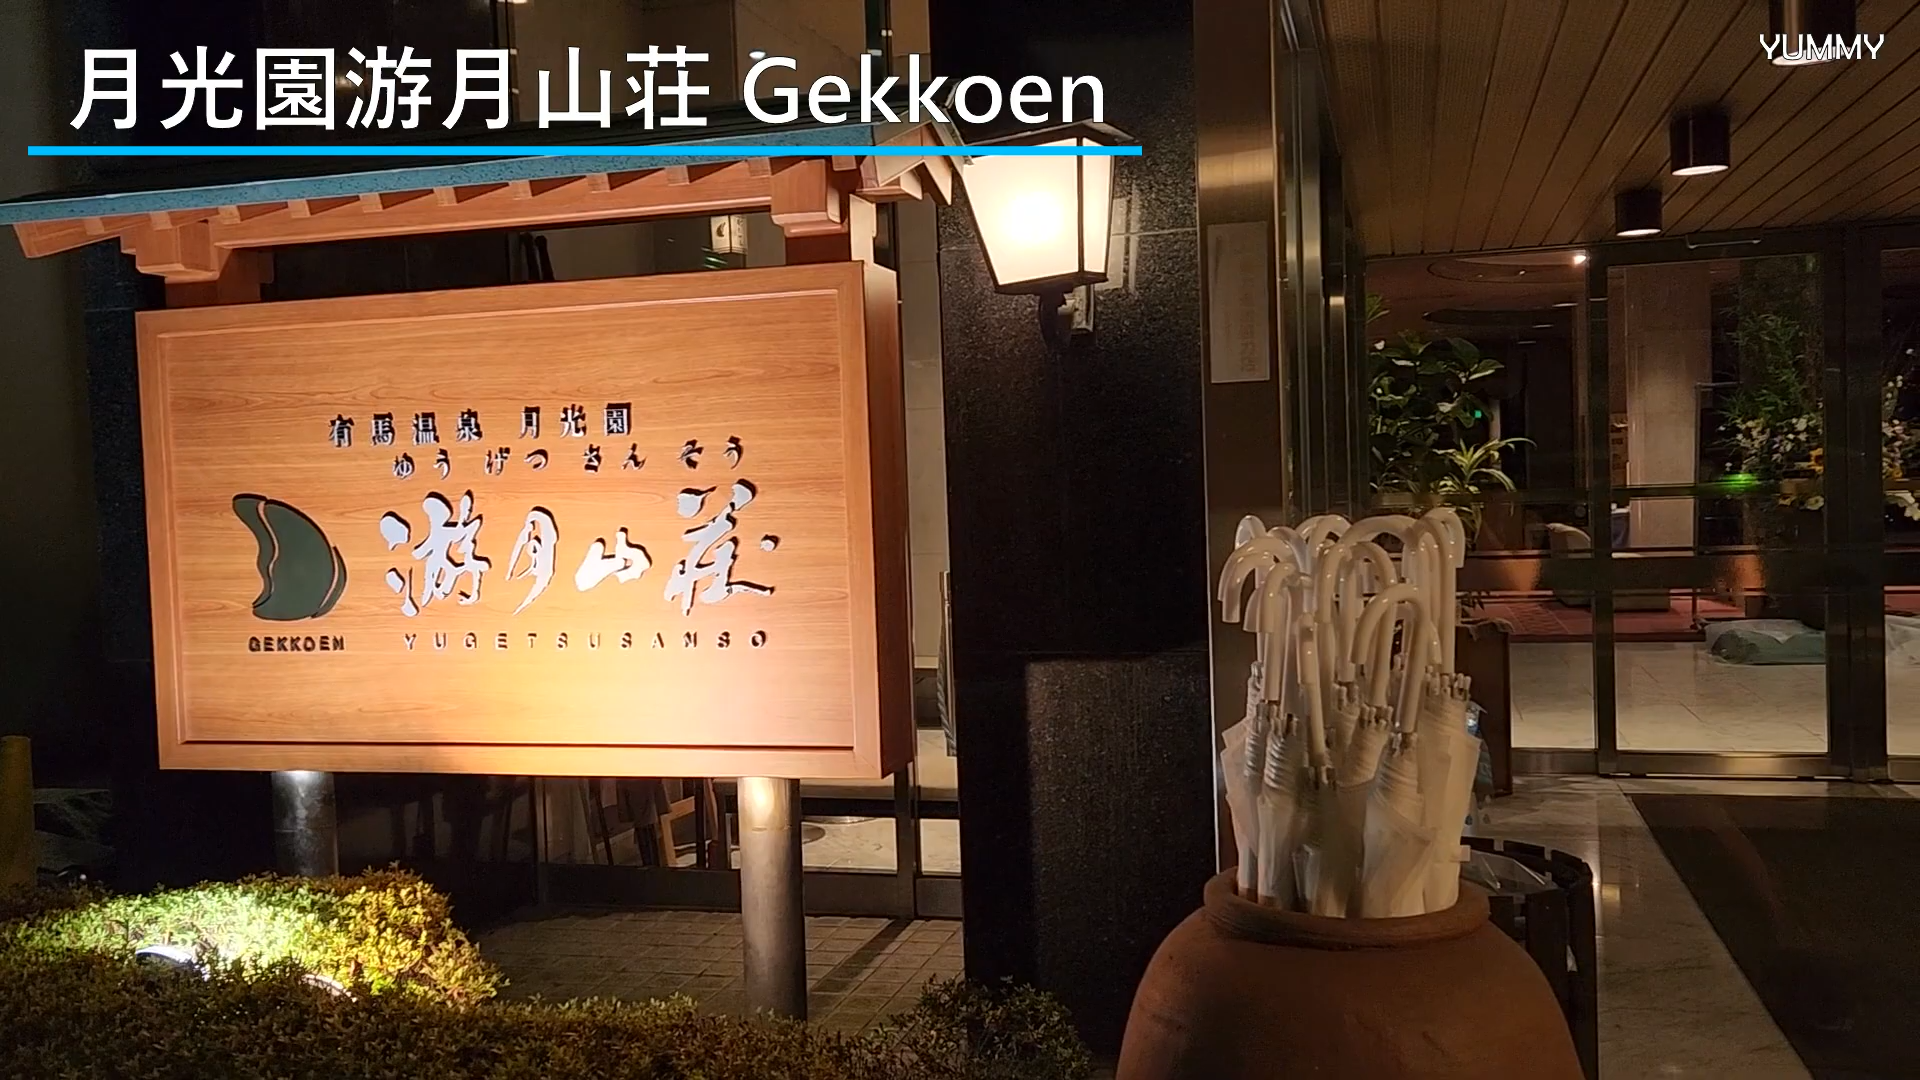 月光園游月山荘 Gekkoen
YUMMY
有馬温泉 月光園
ゆうげつさんそう
游月山荘
GEKKOEN
YUGETSUSANSO